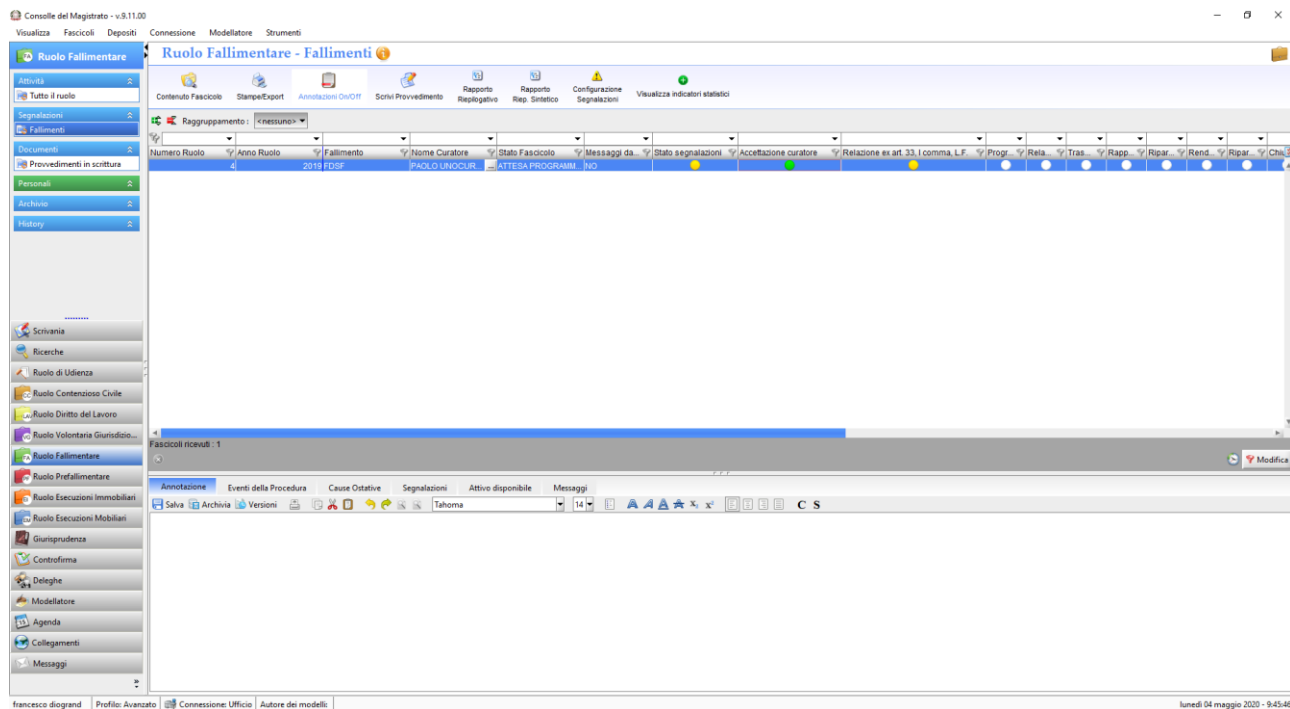 Consolle del Magistrato - v.9.11.00
Visualizza Fascicoli Depositi Connessione Modellatore Strumenti
Ruolo Fallimentare
Ruolo Fallimentare - Fallimenti
Attività
Tutto il ruolo
Segnalazioni
Fallimenti
Documenti
Provvedimenti in scrittura
Personali
Archivio
History
Contenuto Fascicolo
Stampe/Export
Annotazioni On/Off
Scrivi Provvedimento
Rapporto Riepilogativo
Rapporto Riep. Sintetico
Configurazione Segnalazioni
Visualizza indicatori statistici
Raggruppamento : <nessuno>
Numero Ruolo Anno Ruolo Fallimento Nome Curatore Stato Fascicolo Messaggi da... Stato segnalazioni Accettazione curatore Relazione ex art. 33, I comma, L.F. Progr... Rela... Tras... Rapp... Ripar... Rend... Ripar... Chiu
4 2019 FDSF PAOLO UNOCUR... ATTESA PROGRAMM... NO
Fascicoli ricevuti : 1
Modifica
Scrivania
Ricerche
Ruolo di Udienza
Ruolo Contenzioso Civile
Ruolo Diritto del Lavoro
Ruolo Volontaria Giurisdizio...
Ruolo Fallimentare
Ruolo Prefallimentare
Ruolo Esecuzioni Immobiliari
Ruolo Esecuzioni Mobiliari
Giurisprudenza
Controfirma
Deleghe
Modellatore
Agenda
Collegamenti
Messaggi
Annotazione Eventi della Procedura Cause Ostative Segnalazioni Attivo disponibile Messaggi
Salva Archivia Versioni Tahoma 14 A A A A X₁ x² C S
francesco diogrand Profilo: Avanzato Connessione: Ufficio Autore dei modelli: lunedì 04 maggio 2020 - 9:45:46